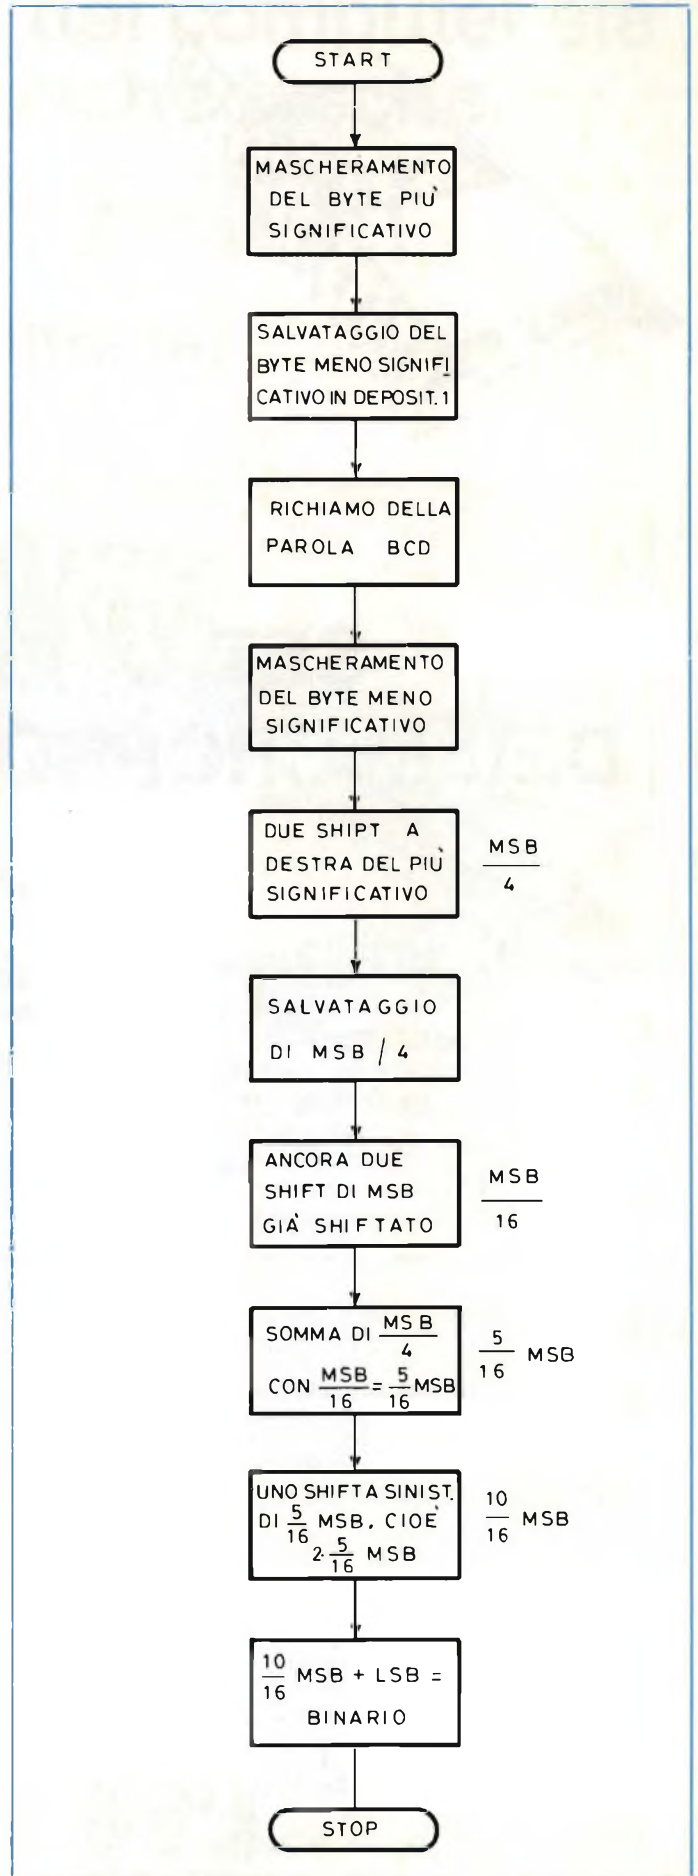 START
MASCHERAMENTO
DEL BYTE PIÙ
SIGNIFICATIVO
SALVATAGGIO DEL
BYTE MENO SIGNIFI
CATIVO IN DEPOSIT. 1
RICHIAMO DELLA
PAROLA BCD
MASCHERAMENTO
DEL BYTE MENO
SIGNIFICATIVO
DUE SHIPT A
DESTRA DEL PIÙ
SIGNIFICATIVO
MSB
4
SALVATAGGIO
DI MSB / 4
ANCORA DUE
SHIFT DI MSB
GIÀ SHIFTATO
MSB
16
SOMMA DI MSB/4
CON MSB/16 = 5/16 MSB
5/16 MSB
UNO SHIFT A SINIST.
DI 5/16 MSB. CIOÈ
2·5/16 MSB
10/16 MSB
10/16 MSB + LSB =
BINARIO
STOP